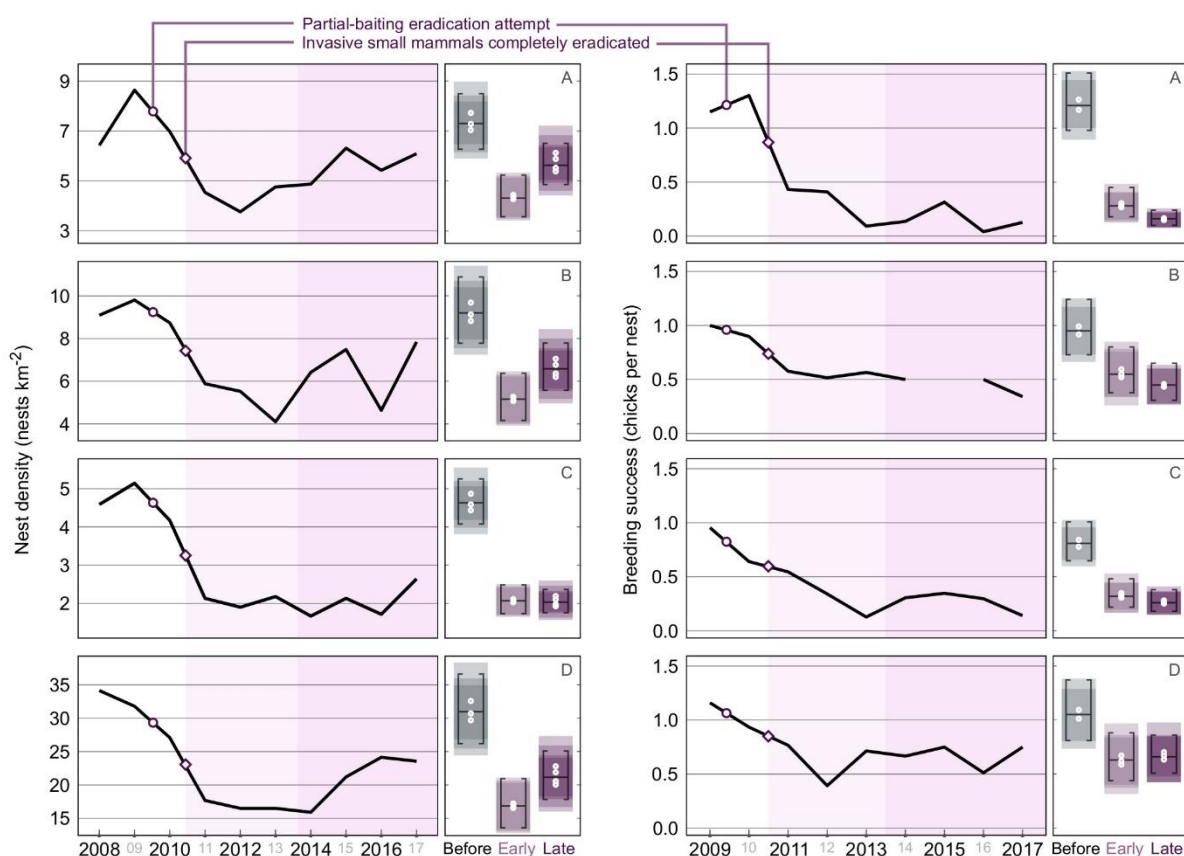 Partial-baiting eradication attempt
Invasive small mammals completely eradicated
Nest density (nests km-2)
9
7
5
3
A
10
8
6
4
B
5
4
3
2
C
35
30
25
20
15
D
2008 09 2010 11 2012 13 2014 15 2016 17
Before Early Late
Breeding success (chicks per nest)
1.5
1.0
0.5
0.0
A
1.5
1.0
0.5
0.0
B
1.5
1.0
0.5
0.0
C
1.5
1.0
0.5
0.0
D
2009 10 2011 12 2013 14 2015 16 2017
Before Early Late